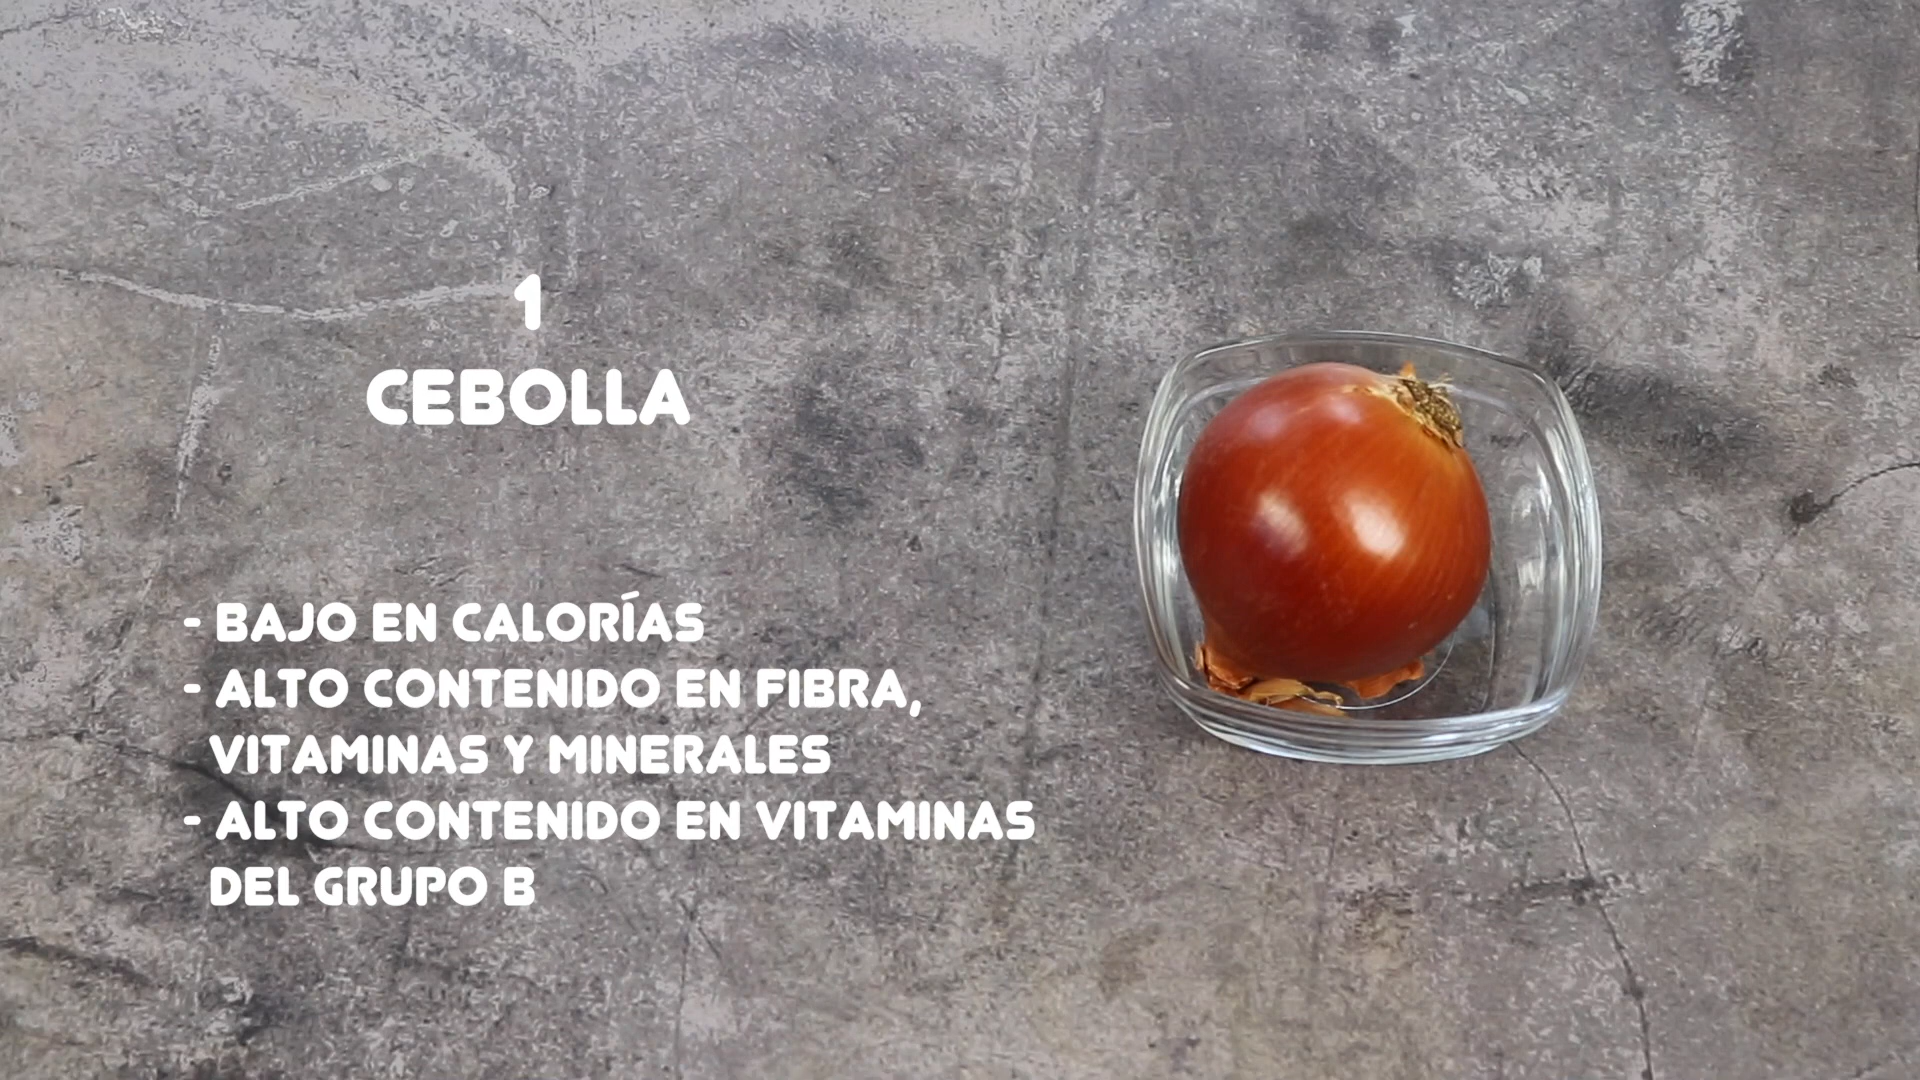 1
CEBOLLA
- BAJO EN CALORÍAS
- ALTO CONTENIDO EN FIBRA,
VITAMINAS Y MINERALES
- ALTO CONTENIDO EN VITAMINAS
DEL GRUPO B